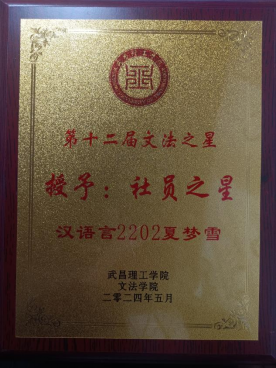 第十二届文法之星
授予：社员之星
汉语言2202夏梦雪
武昌理工学院
文法学院
二〇二四年五月